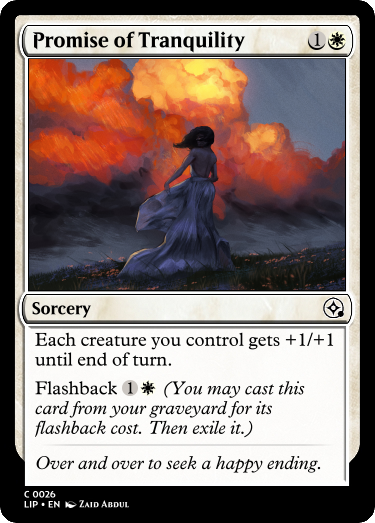 Promise of Tranquility 1
Sorcery
Each creature you control gets +1/+1
until end of turn.
Flashback 1 (You may cast this
card from your graveyard for its
flashback cost. Then exile it.)
Over and over to seek a happy ending.
C 0026
LIP • EN Zaid Abdul